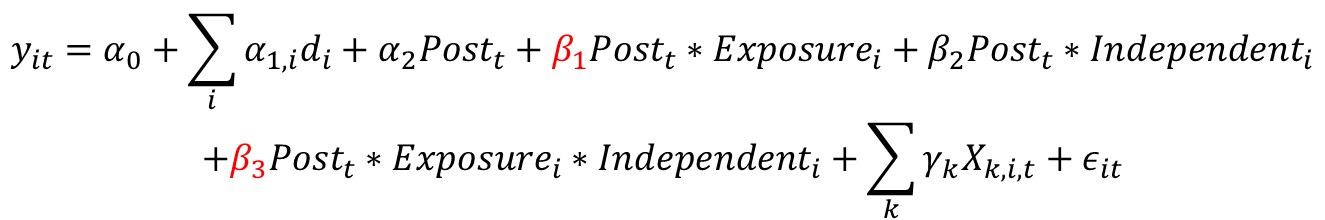 y_{it} = α_0 + ∑_i α_{1,i} d_i + α_2 Post_t + β_1 Post_t * Exposure_i + β_2 Post_t * Independent_i
+ β_3 Post_t * Exposure_i * Independent_i + ∑_k γ_k X_{k,i,t} + ϵ_{it}